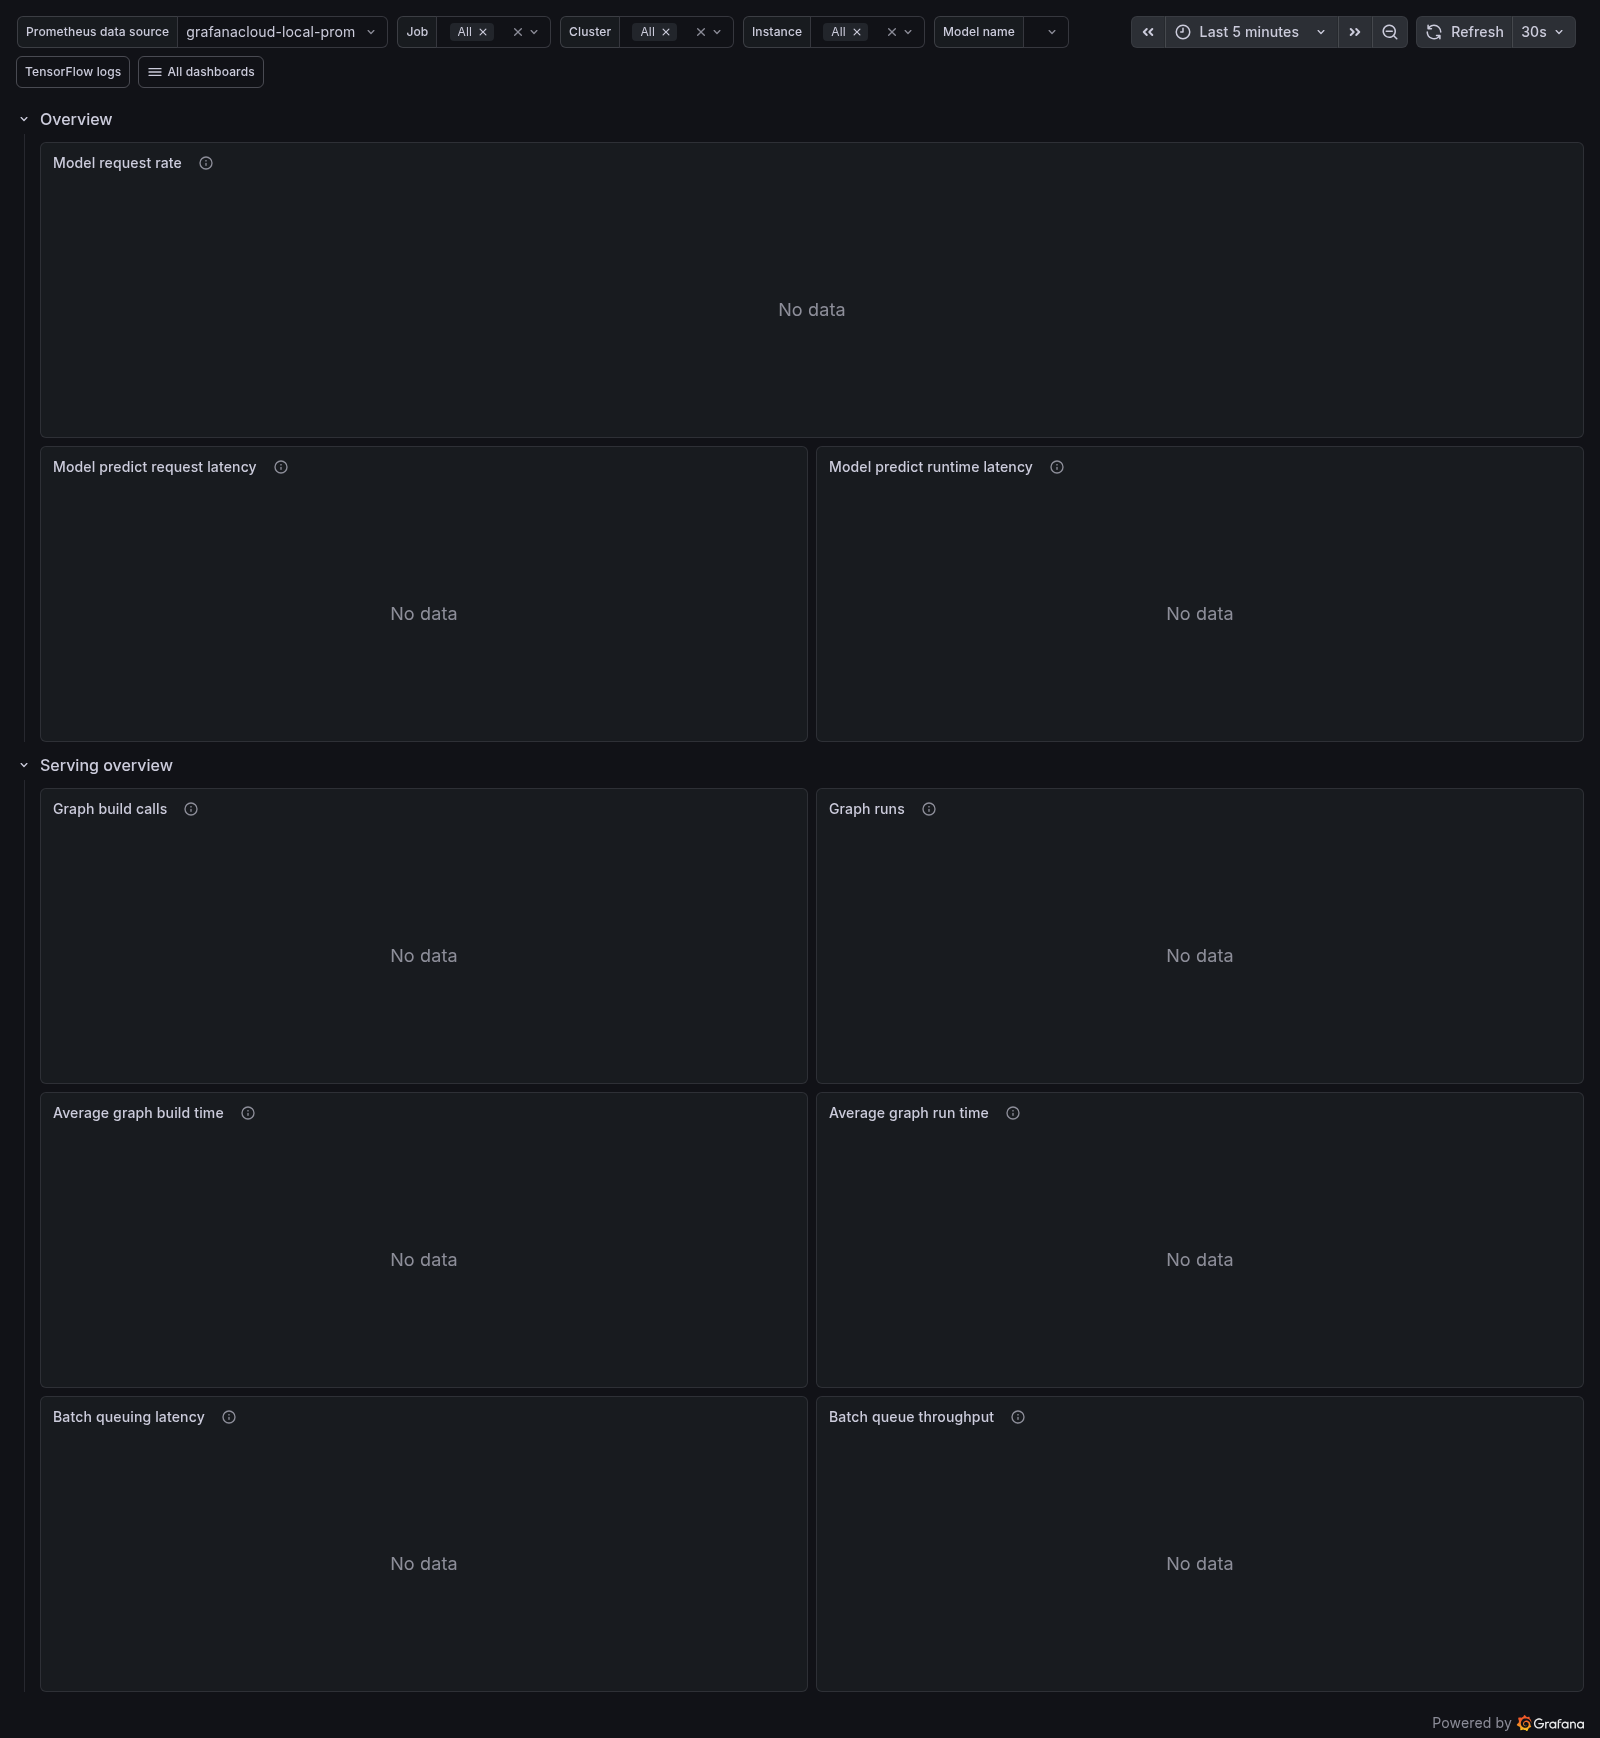 Prometheus data source grafanacloud-local-prom Job All Cluster All Instance All Model name Last 5 minutes Refresh 30s
TensorFlow logs All dashboards
Overview
Model request rate
No data
Model predict request latency Model predict runtime latency
No data No data
Serving overview
Graph build calls Graph runs
No data No data
Average graph build time Average graph run time
No data No data
Batch queuing latency Batch queue throughput
No data No data
Powered by Grafana